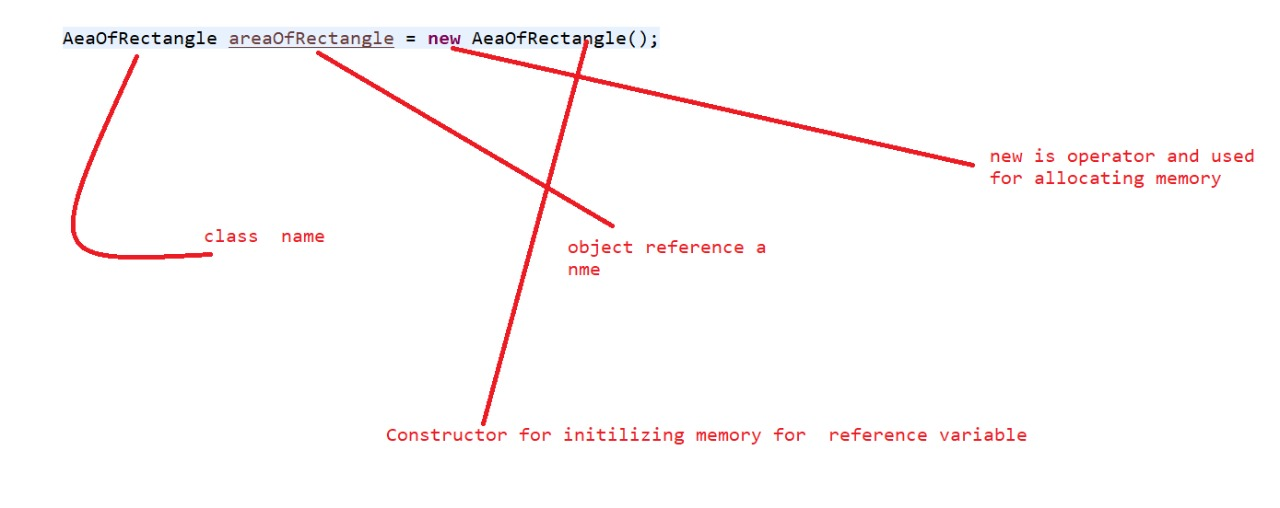 AeaOfRectangle areaOfRectangle = new AeaOfRectangle();
new is operator and used
for allocating memory
class name
object reference a
nme
Constructor for initilizing memory for reference variable